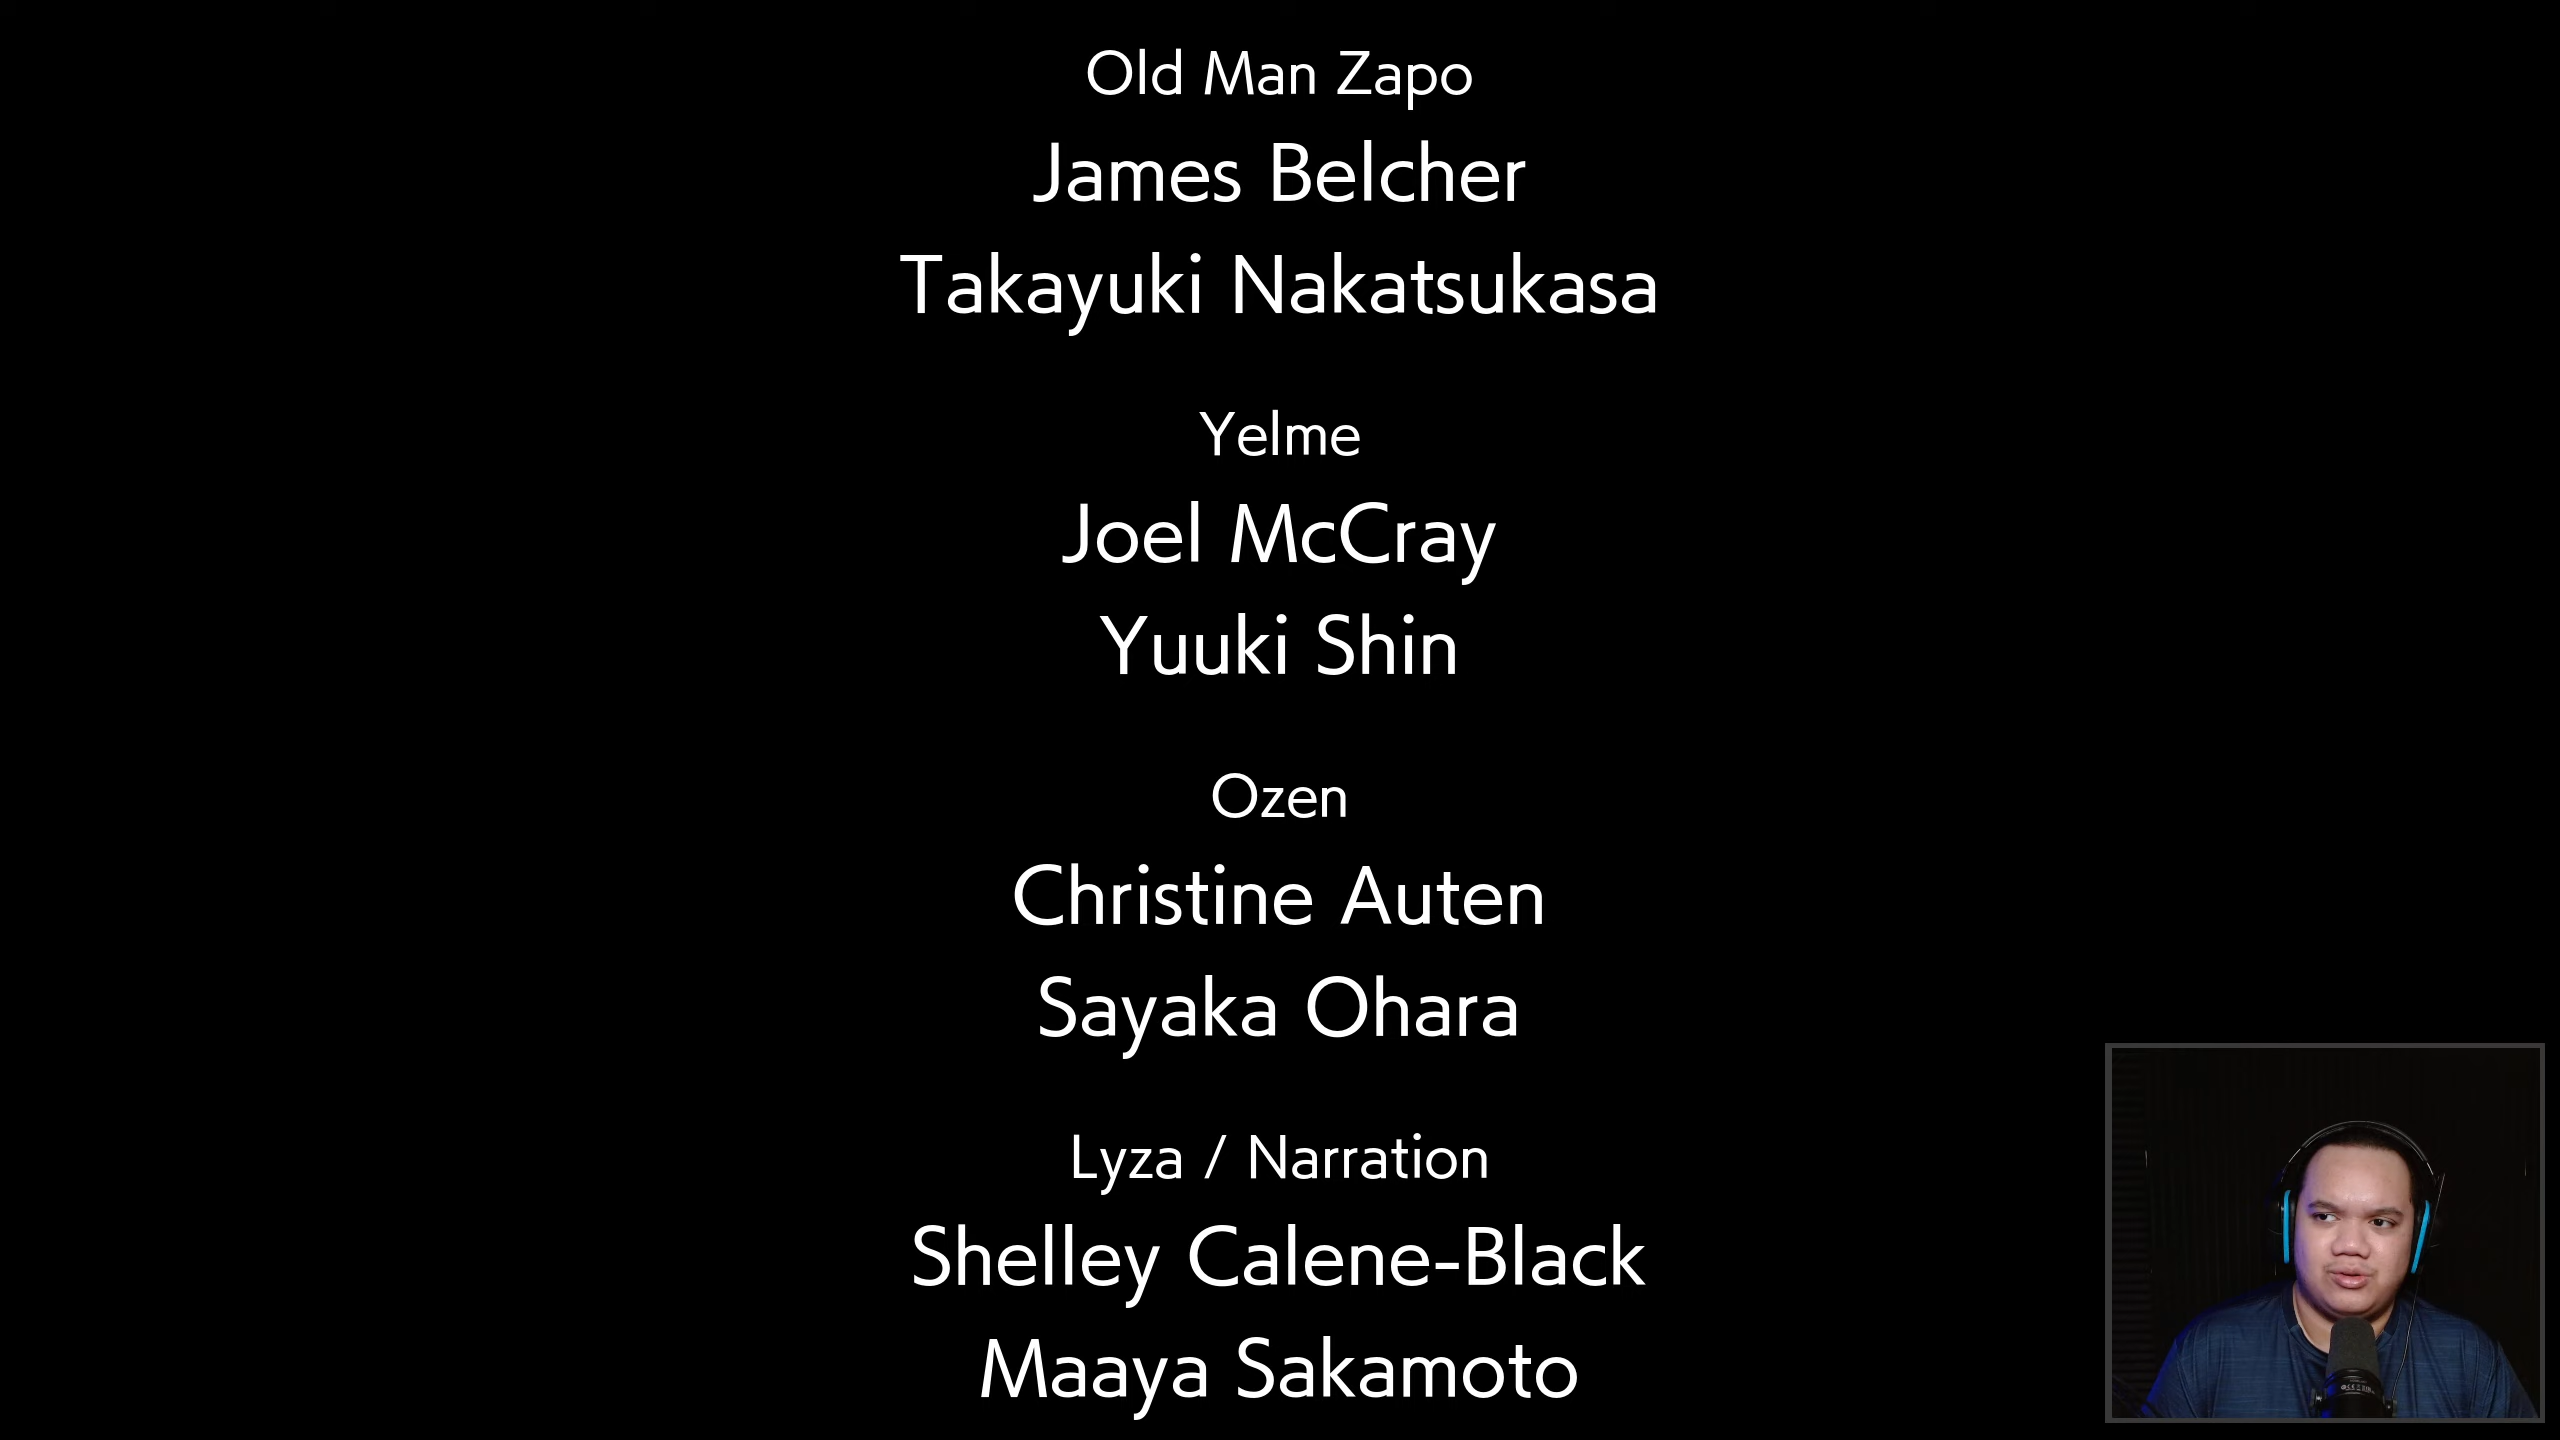 Old Man Zapo
James Belcher
Takayuki Nakatsukasa
Yelme
Joel McCray
Yuuki Shin
Ozen
Christine Auten
Sayaka Ohara
Lyza / Narration
Shelley Calene-Black
Maaya Sakamoto